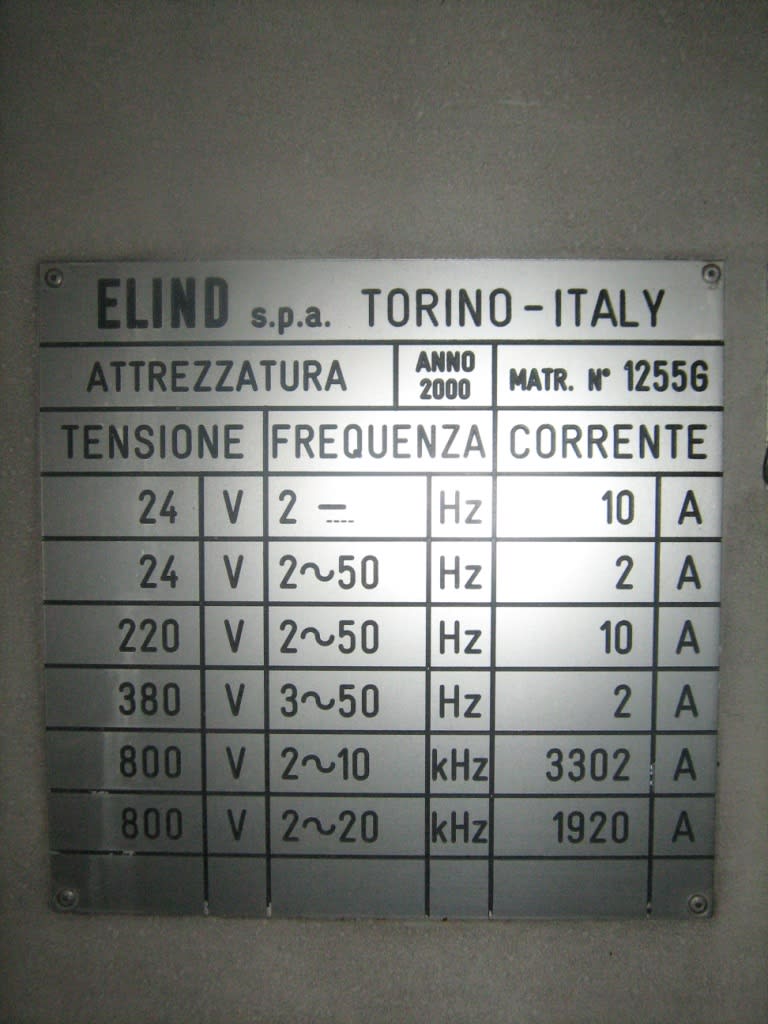 ELIND s.p.a. TORINO-ITALY
ATTREZZATURA ANNO 2000 MATR. N° 1255G
TENSIONE FREQUENZA CORRENTE
24 V 2 ⎓ Hz 10 A
24 V 2~50 Hz 2 A
220 V 2~50 Hz 10 A
380 V 3~50 Hz 2 A
800 V 2~10 kHz 3302 A
800 V 2~20 kHz 1920 A